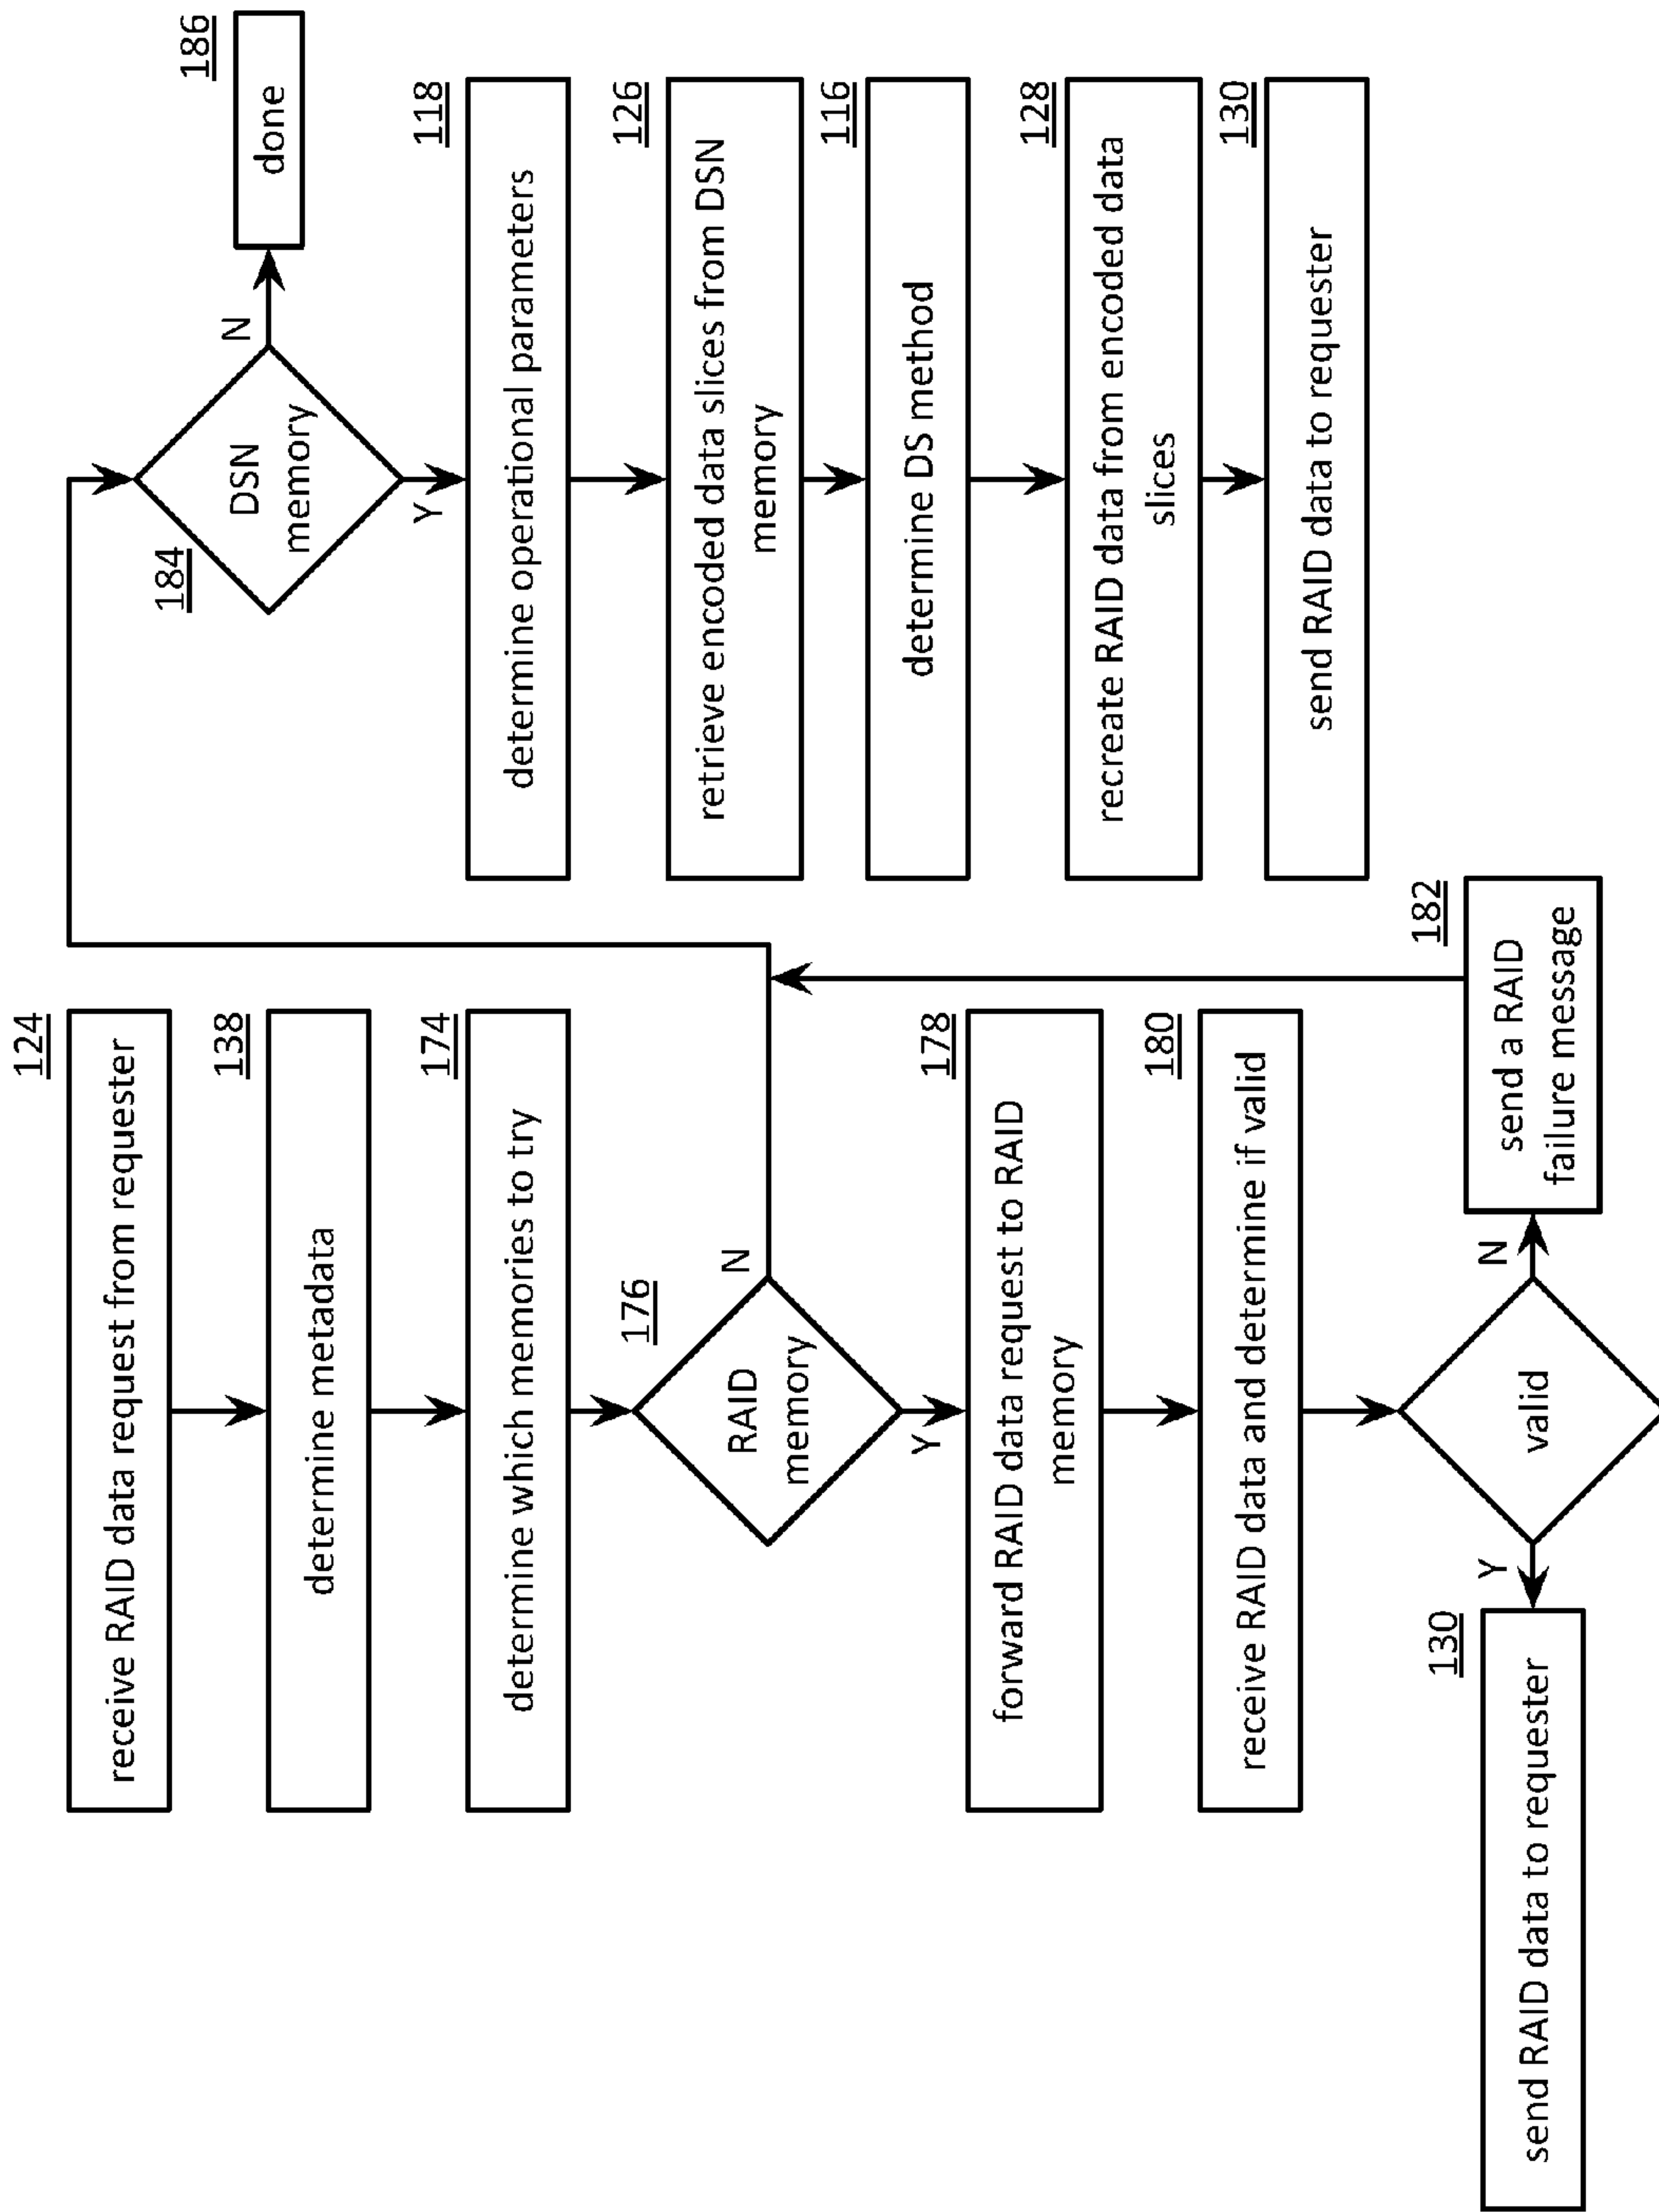 124
receive RAID data request from requester
138
determine metadata
174
determine which memories to try
176
RAID
memory
N
Y
178
forward RAID data request to RAID
memory
180
receive RAID data and determine if valid
valid
Y
N
130
send RAID data to requester
182
send a RAID
failure message
184
DSN
memory
N
Y
186
done
118
determine operational parameters
126
retrieve encoded data slices from DSN
memory
116
determine DS method
128
recreate RAID data from encoded data
slices
130
send RAID data to requester